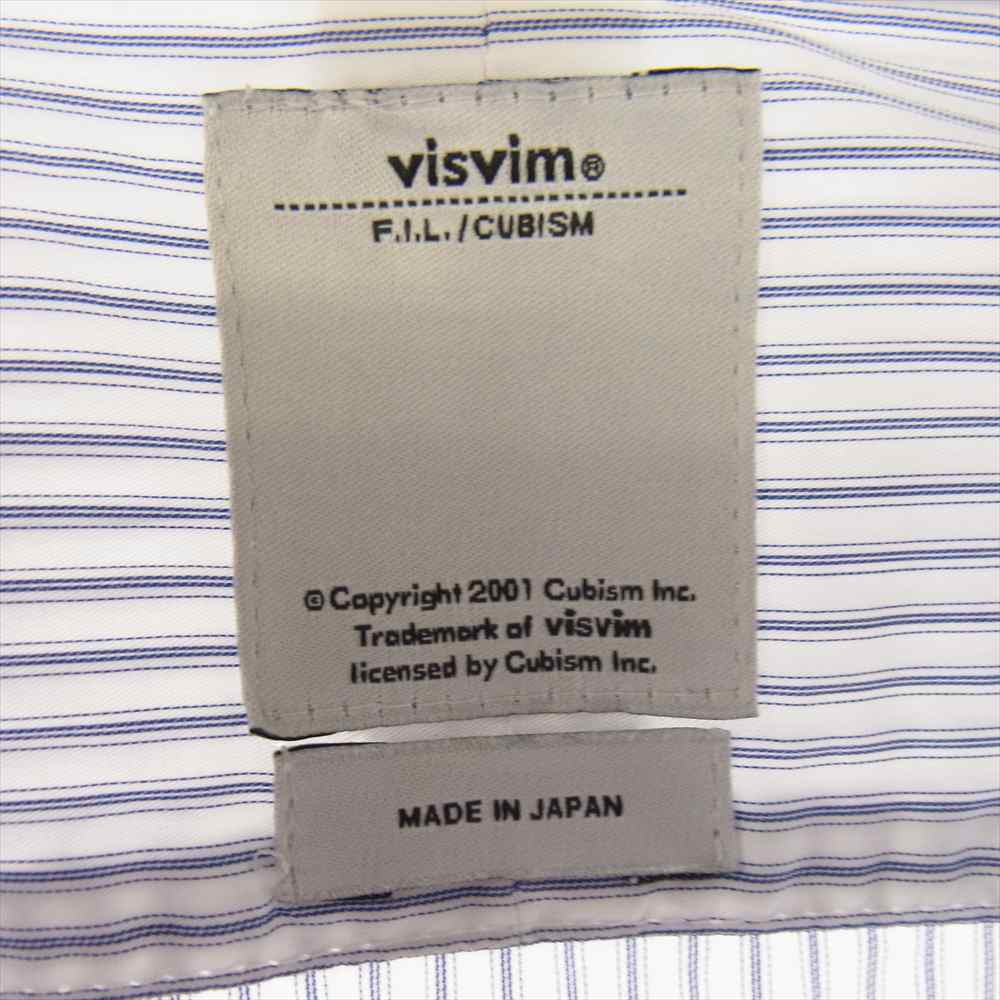 visvim®
F.I.L./CUBISM
© Copyright 2001 Cubism Inc.
Trademark of visvim
licensed by Cubism Inc.
MADE IN JAPAN